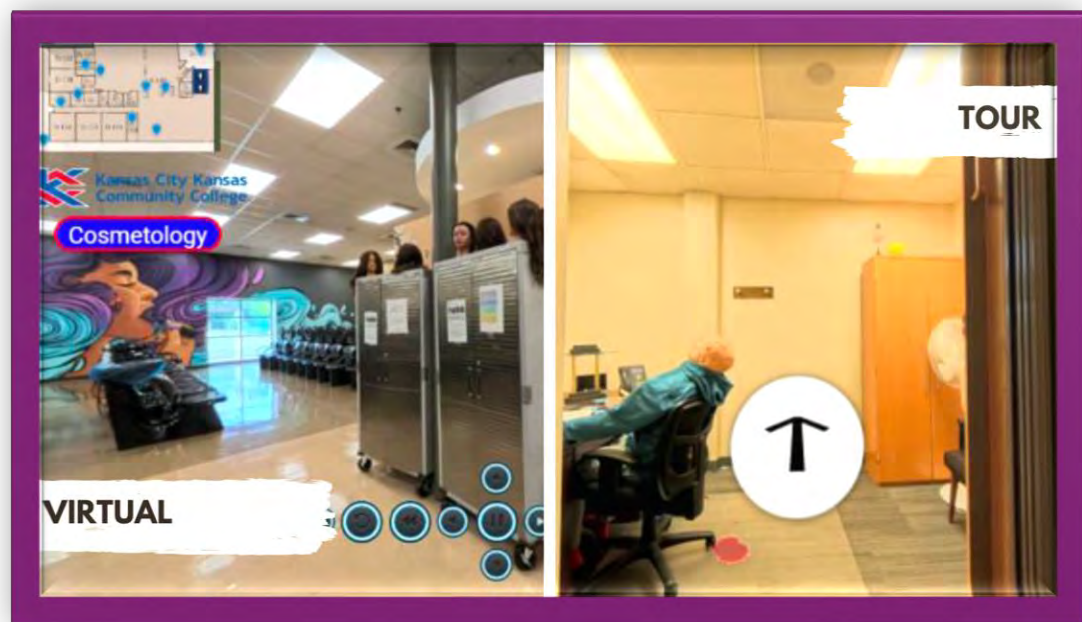 Kansas City Kansas
Community College
Cosmetology
VIRTUAL
TOUR